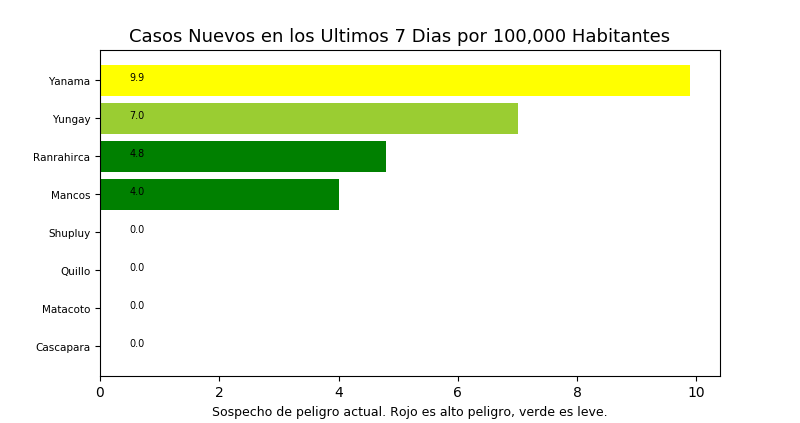 Casos Nuevos en los Ultimos 7 Dias por 100,000 Habitantes
Yanama 9.9
Yungay 7.0
Ranrahirca 4.8
Mancos 4.0
Shupluy 0.0
Quillo 0.0
Matacoto 0.0
Cascapara 0.0
0 2 4 6 8 10
Sospecho de peligro actual. Rojo es alto peligro, verde es leve.